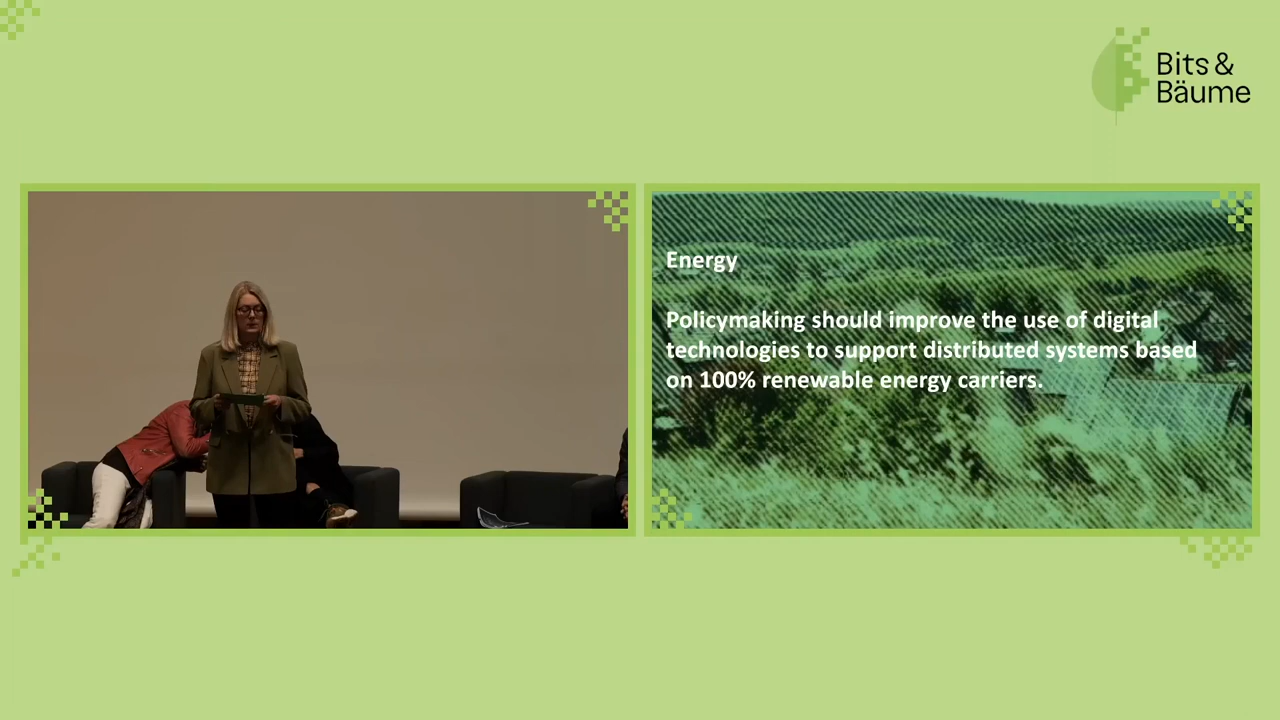 Bits &
Bäume
Energy
Policymaking should improve the use of digital
technologies to support distributed systems based
on 100% renewable energy carriers.